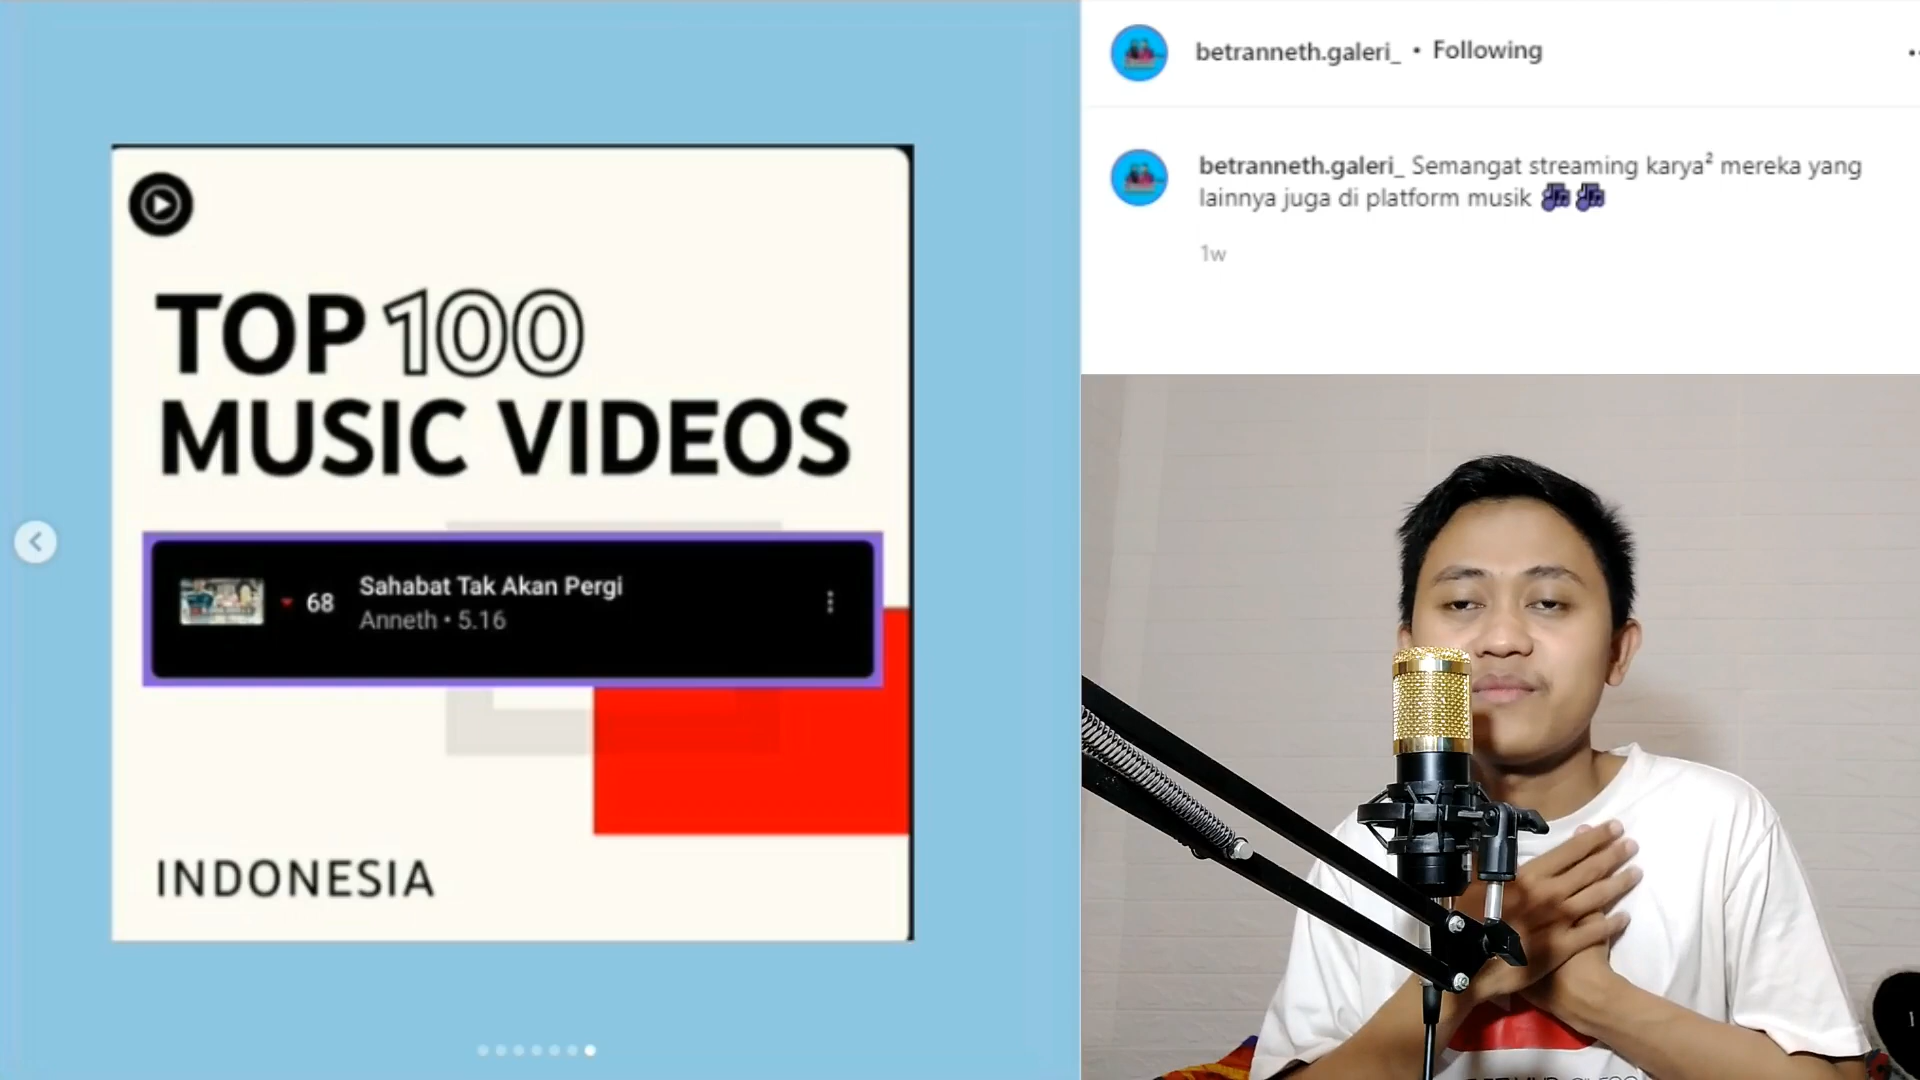 TOP 100
MUSIC VIDEOS
68
Sahabat Tak Akan Pergi
Anneth • 5.16
INDONESIA
betranneth.galeri_ • Following
betranneth.galeri_ Semangat streaming karya² mereka yang
lainnya juga di platform musik
1w